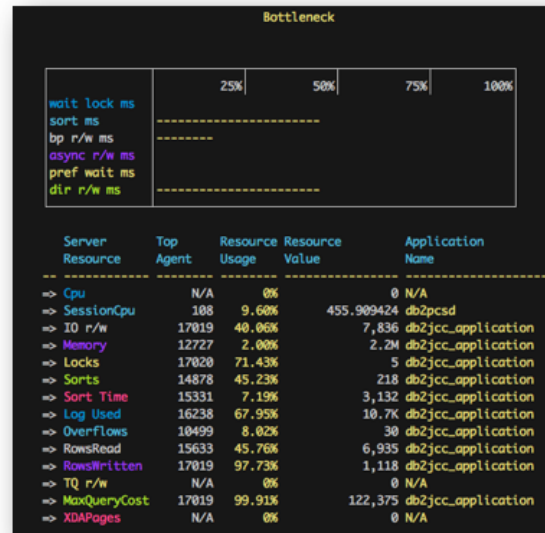 Bottleneck
25% 50% 75% 100%
wait lock ms
sort ms ------------------------
bp r/w ms --------
async r/w ms
pref wait ms
dir r/w ms ------------------------
Server Top Resource Resource Application
Resource Agent Usage Value Name
-- ------------ -------- -------- ---------------- --------------------
=> Cpu N/A 0% 0 N/A
=> SessionCpu 108 9.60% 455.909424 db2pcsd
=> IO r/w 17019 40.06% 7,836 db2jcc_application
=> Memory 12727 2.00% 2.2M db2jcc_application
=> Locks 17020 71.43% 5 db2jcc_application
=> Sorts 14878 45.23% 218 db2jcc_application
=> Sort Time 15331 7.19% 3,132 db2jcc_application
=> Log Used 16238 67.95% 10.7K db2jcc_application
=> Overflows 10499 8.02% 30 db2jcc_application
=> RowsRead 15633 45.76% 6,935 db2jcc_application
=> RowsWritten 17019 97.73% 1,118 db2jcc_application
=> TQ r/w N/A 0% 0 N/A
=> MaxQueryCost 17019 99.91% 122,375 db2jcc_application
=> XDAPages N/A 0% 0 N/A